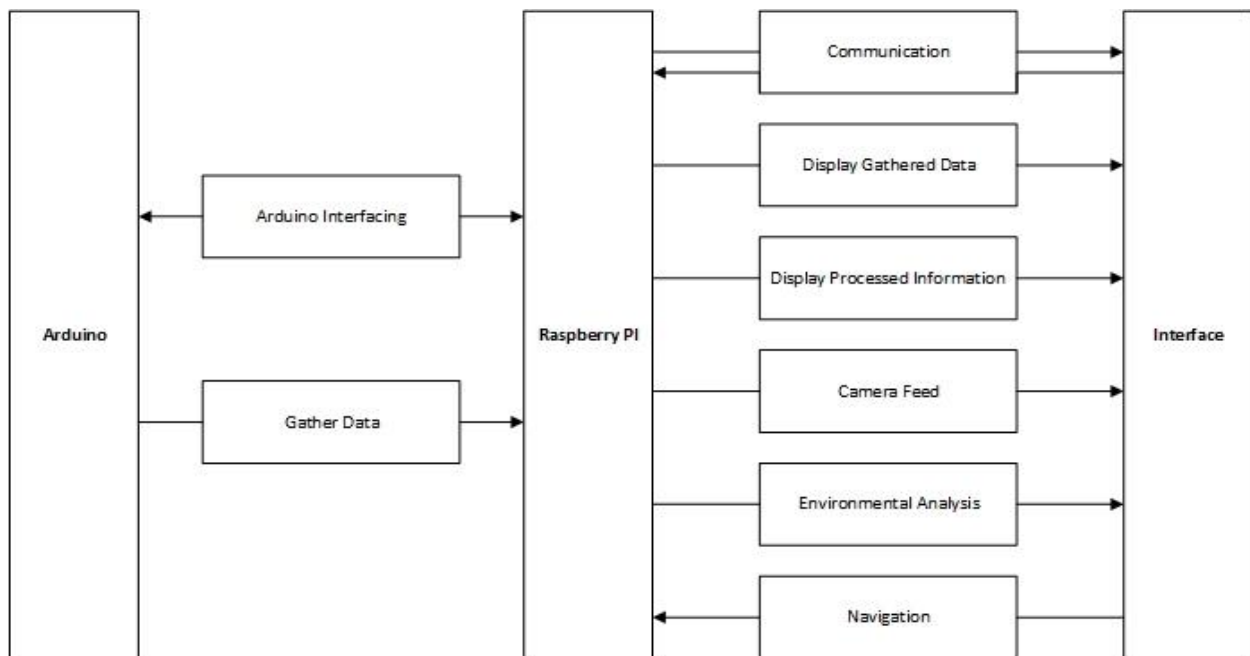 Communication
Display Gathered Data
Arduino Interfacing
Display Processed Information
Arduino
Raspberry PI
Interface
Camera Feed
Gather Data
Environmental Analysis
Navigation